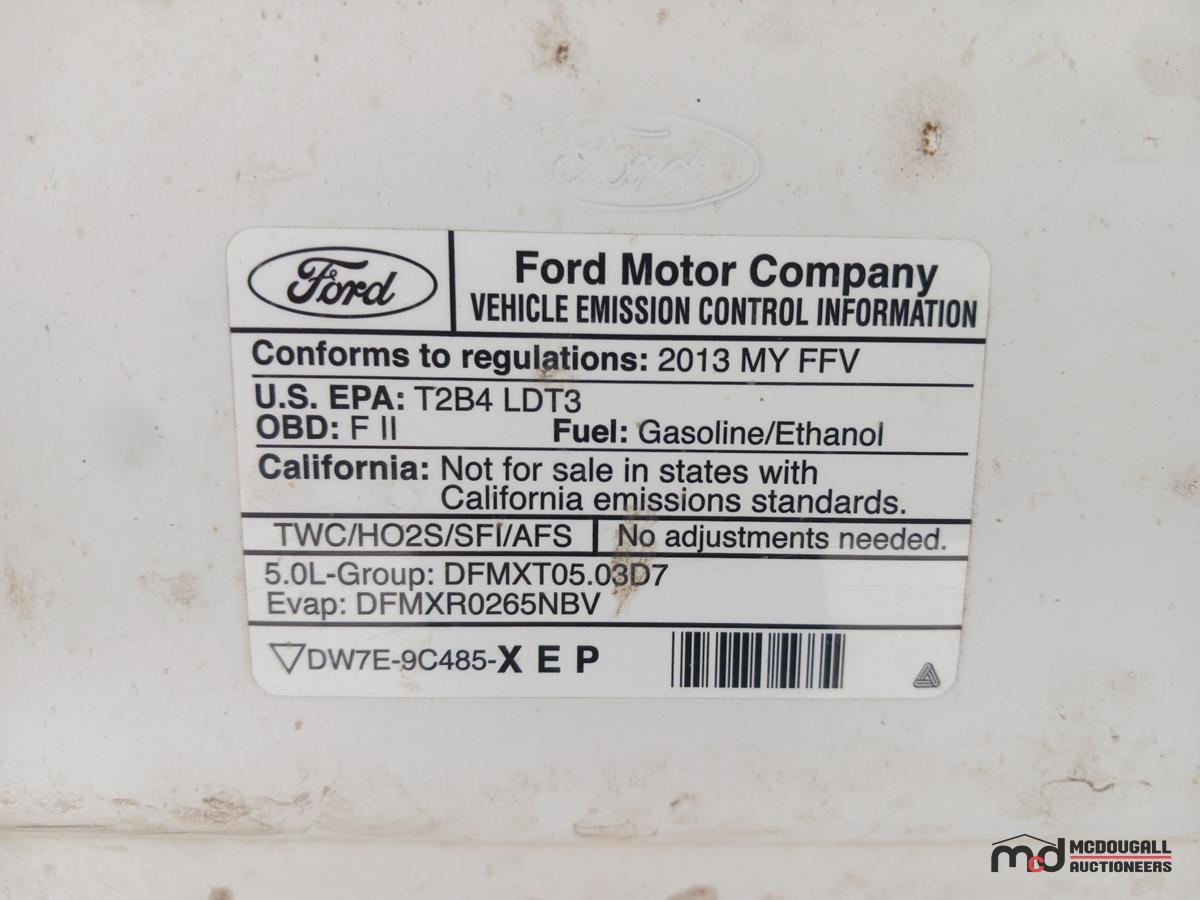 Ford
Ford
Ford Motor Company
VEHICLE EMISSION CONTROL INFORMATION
Conforms to regulations: 2013 MY FFV
U.S. EPA: T2B4 LDT3
OBD: F II Fuel: Gasoline/Ethanol
California: Not for sale in states with
California emissions standards.
TWC/HO2S/SFI/AFS No adjustments needed.
5.0L-Group: DFMXT05.03D7
Evap: DFMXR0265NBV
DW7E-9C485-X E P
mcd MCDOUGALL
AUCTIONEERS